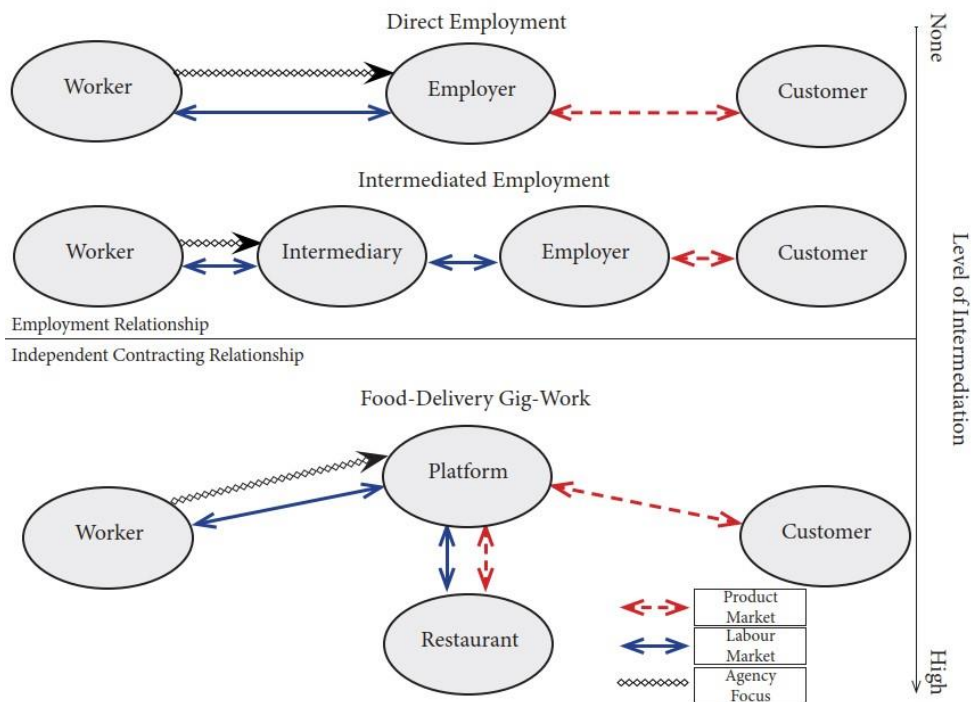 Direct Employment
None
Worker
Employer
Customer
Intermediated Employment
Worker
Intermediary
Employer
Customer
Level of Intermediation
Employment Relationship
Independent Contracting Relationship
Food-Delivery Gig-Work
Platform
Worker
Customer
Restaurant
Product
Market
Labour
Market
Agency
Focus
High